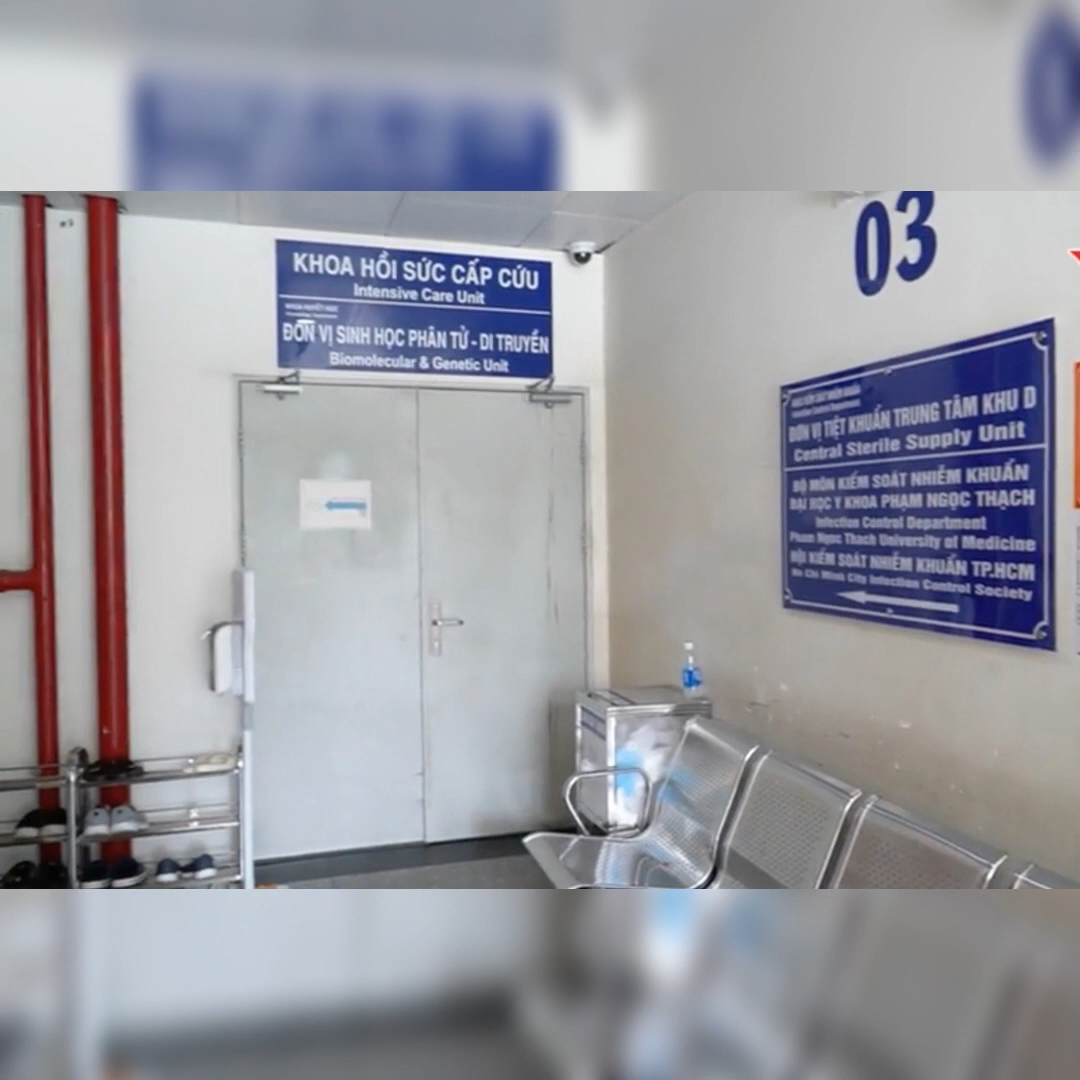 KHOA HỒI SỨC CẤP CỨU
Intensive Care Unit
KHOA HUYẾT HỌC
ĐƠN VỊ SINH HỌC PHÂN TỬ - DI TRUYỀN
Biomolecular & Genetic Unit
03
ĐƠN VỊ TIỆT KHUẨN TRUNG TÂM KHU D
Central Sterile Supply Unit
BỘ MÔN KIỂM SOÁT NHIỄM KHUẨN
ĐẠI HỌC Y KHOA PHẠM NGỌC THẠCH
Infection Control Department
Pham Ngoc Thach University of Medicine
HỘI KIỂM SOÁT NHIỄM KHUẨN TP.HCM
Ho Chi Minh City Infection Control Society